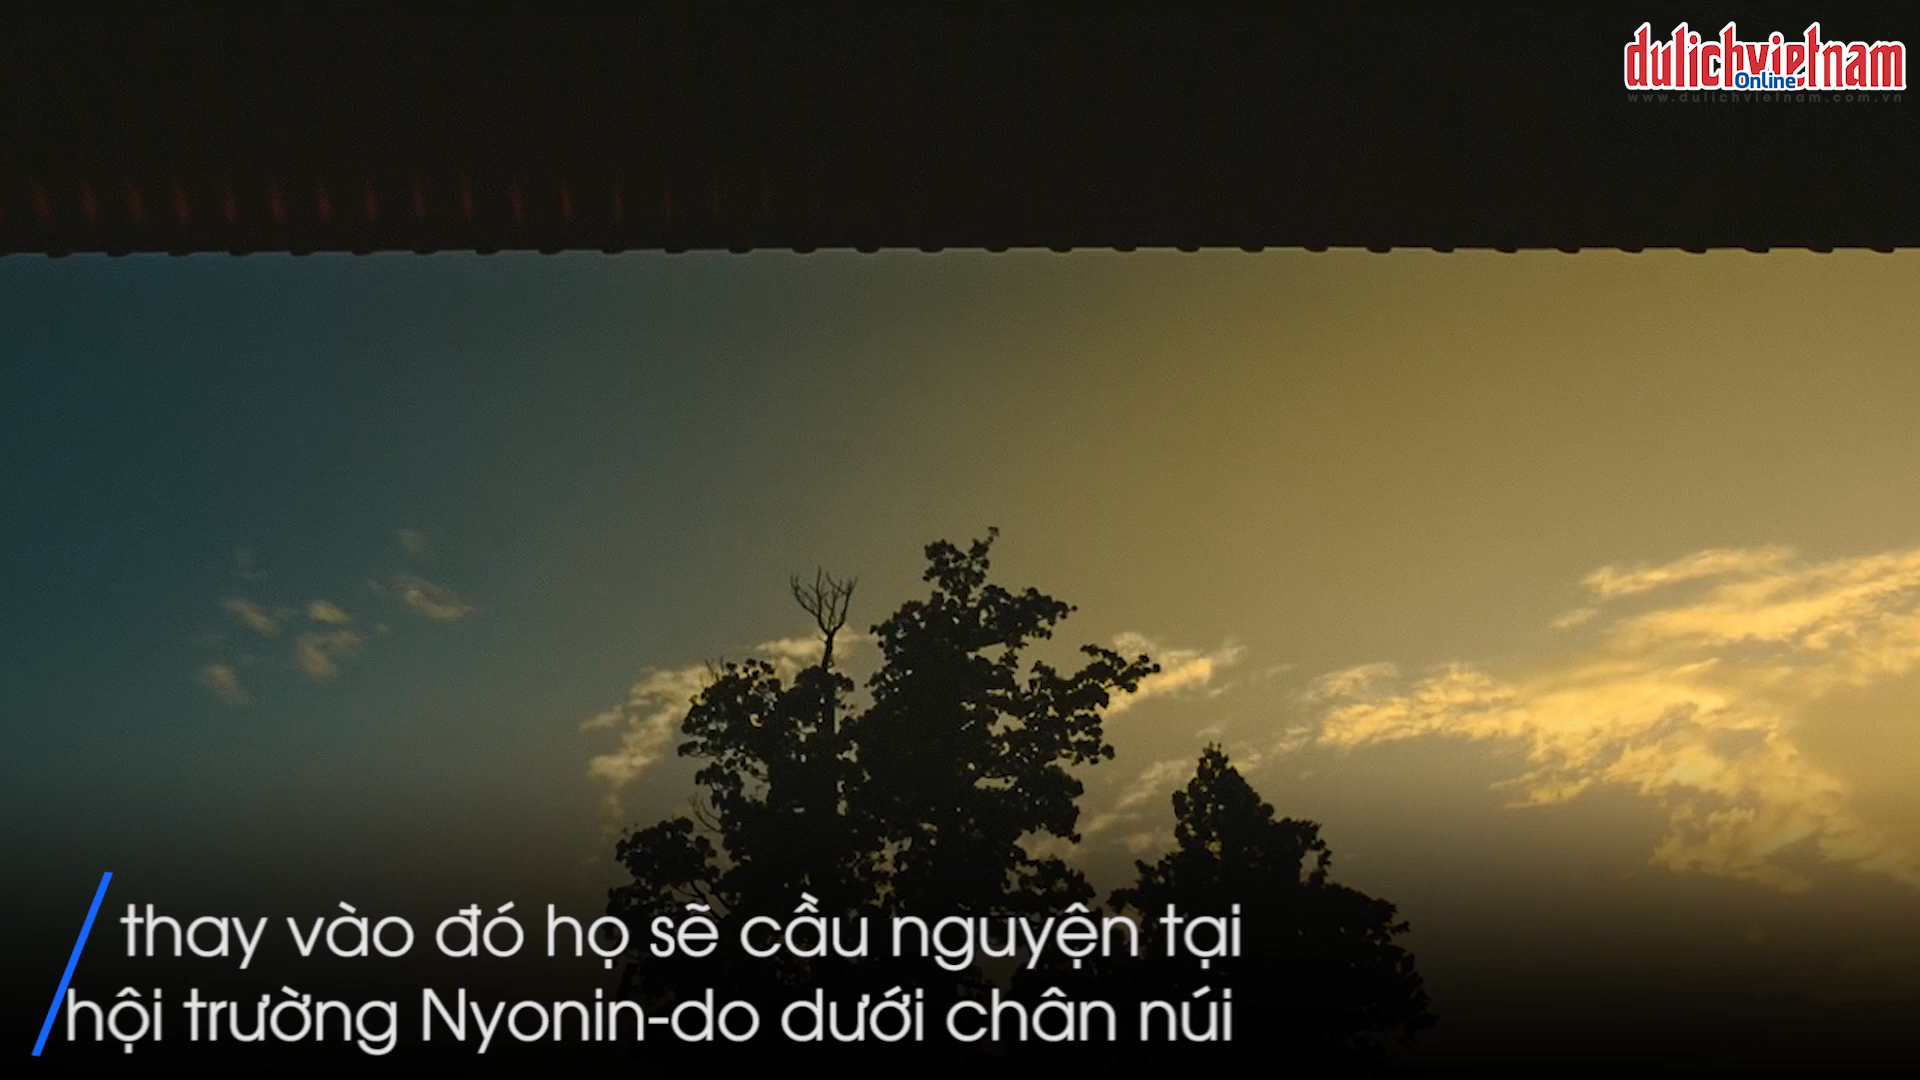 dulichvietnam
Online
www.dulichvietnam.com.vn
thay vào đó họ sẽ cầu nguyện tại
hội trường Nyonin-do dưới chân núi